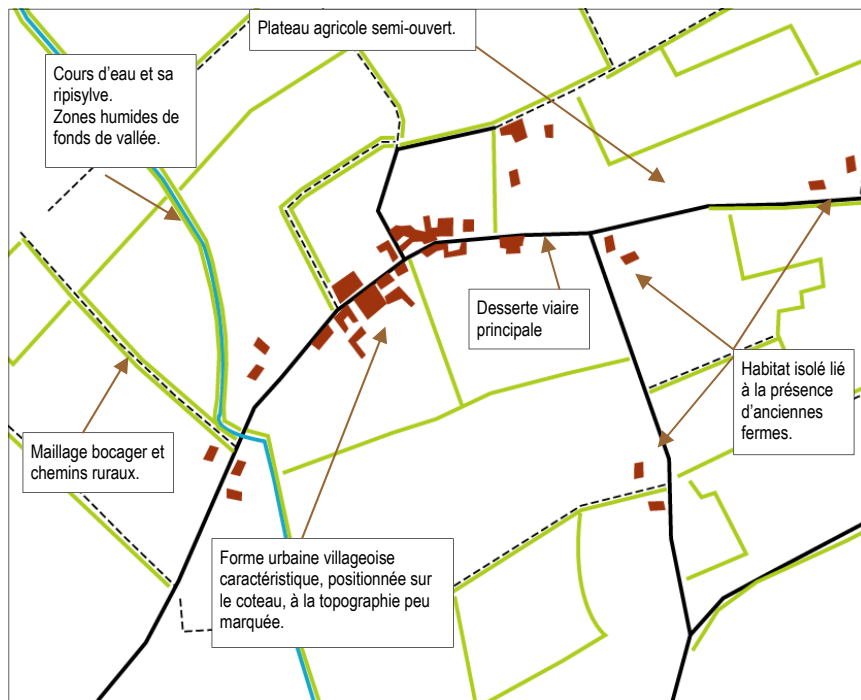 Plateau agricole semi-ouvert.
Cours d'eau et sa
ripisylve.
Zones humides de
fonds de vallée.
Desserte viaire
principale
Habitat isolé lié
à la présence
d'anciennes
fermes.
Maillage bocager et
chemins ruraux.
Forme urbaine villageoise
caractéristique, positionnée sur
le coteau, à la topographie peu
marquée.